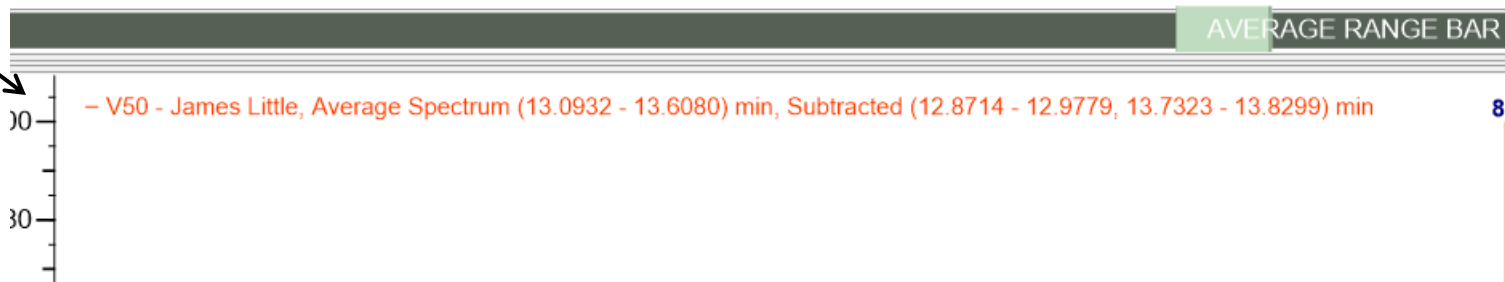 AVERAGE RANGE BAR
– V50 - James Little, Average Spectrum (13.0932 - 13.6080) min, Subtracted (12.8714 - 12.9779, 13.7323 - 13.8299) min
8